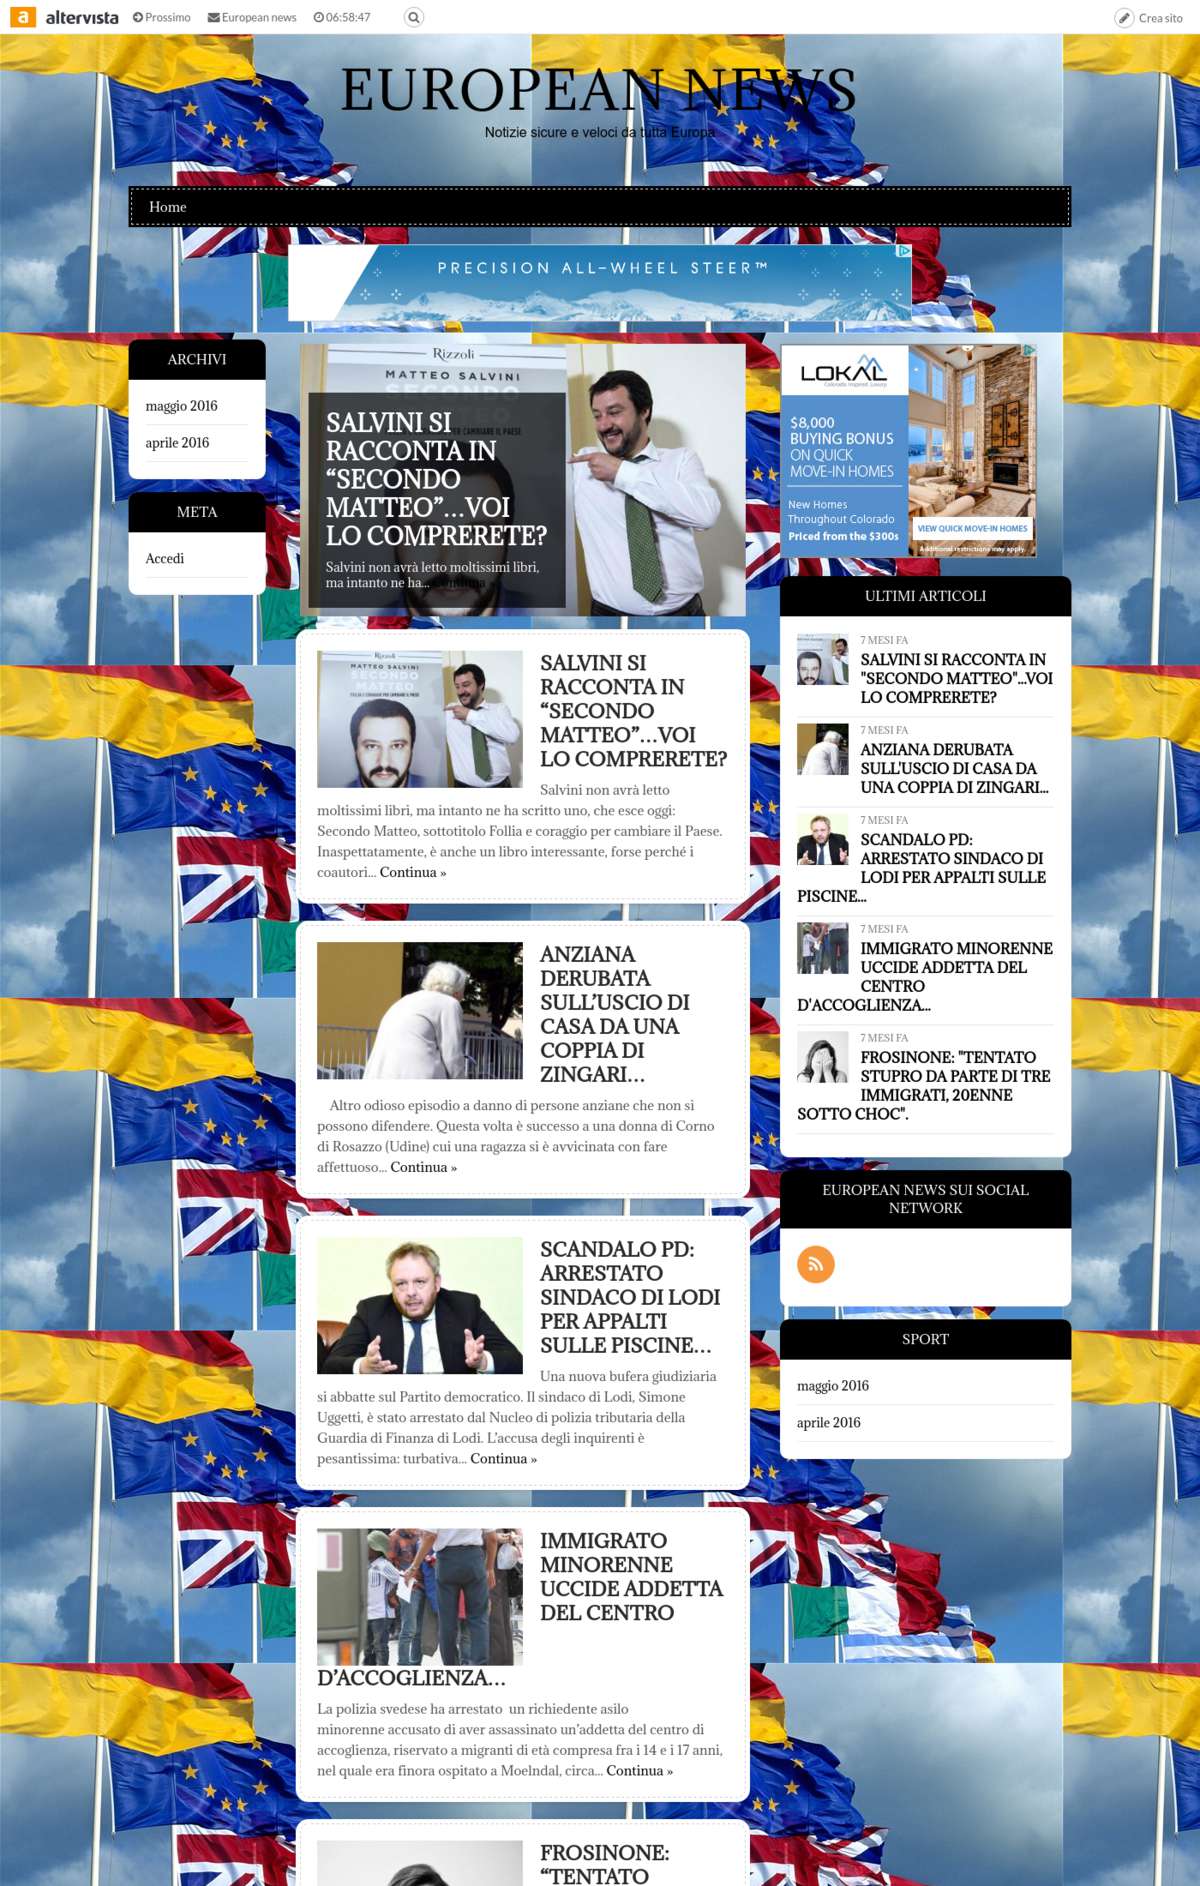 altervista Prossimo European news 06:58:47 Crea sito
EUROPEAN NEWS
Notizie sicure e veloci da tutta Europa
Home
PRECISION ALL–WHEEL STEER™
ARCHIVI
maggio 2016
aprile 2016
META
Accedi
Rizzoli
MATTEO SALVINI
SALVINI SI
RACCONTA IN
“SECONDO
MATTEO”…VOI
LO COMPRERETE?
Salvini non avrà letto moltissimi libri,
ma intanto ne ha... Continua »
Rizzoli
MATTEO SALVINI
SECONDO
MATTEO
SALVINI SI
RACCONTA IN
“SECONDO
MATTEO”…VOI
LO COMPRERETE?
Salvini non avrà letto
moltissimi libri, ma intanto ne ha scritto uno, che esce oggi:
Secondo Matteo, sottotitolo Follia e coraggio per cambiare il Paese.
Inaspettatamente, è anche un libro interessante, forse perché i
coautori... Continua »
ANZIANA
DERUBATA
SULL’USCIO DI
CASA DA UNA
COPPIA DI
ZINGARI…
Altro odioso episodio a danno di persone anziane che non si
possono difendere. Questa volta è successo a una donna di Corno
di Rosazzo (Udine) cui una ragazza si è avvicinata con fare
affettuoso... Continua »
SCANDALO PD:
ARRESTATO
SINDACO DI LODI
PER APPALTI
SULLE PISCINE…
Una nuova bufera giudiziaria
si abbatte sul Partito democratico. Il sindaco di Lodi, Simone
Uggetti, è stato arrestato dal Nucleo di polizia tributaria della
Guardia di Finanza di Lodi. L’accusa degli inquirenti è
pesantissima: turbativa... Continua »
IMMIGRATO
MINORENNE
UCCIDE ADDETTA
DEL CENTRO
D’ACCOGLIENZA…
La polizia svedese ha arrestato  un richiedente asilo
minorenne accusato di aver assassinato un’addetta del centro di
accoglienza, riservato a migranti di età compresa fra i 14 e i 17 anni,
nel quale era finora ospitato a Moelndal, circa... Continua »
FROSINONE:
“TENTATO
LOKAL
Colorado Inspired. Luxury.
$8,000
BUYING BONUS
ON QUICK
MOVE-IN HOMES
New Homes
Throughout Colorado
Priced from the $300s
VIEW QUICK MOVE-IN HOMES
Additional restrictions may apply.
ULTIMI ARTICOLI
7 MESI FA
SALVINI SI RACCONTA IN
"SECONDO MATTEO"...VOI
LO COMPRERETE?
7 MESI FA
ANZIANA DERUBATA
SULL'USCIO DI CASA DA
UNA COPPIA DI ZINGARI...
7 MESI FA
SCANDALO PD:
ARRESTATO SINDACO DI
LODI PER APPALTI SULLE
PISCINE...
7 MESI FA
IMMIGRATO MINORENNE
UCCIDE ADDETTA DEL
CENTRO
D'ACCOGLIENZA...
7 MESI FA
FROSINONE: "TENTATO
STUPRO DA PARTE DI TRE
IMMIGRATI, 20ENNE
SOTTO CHOC".
EUROPEAN NEWS SUI SOCIAL
NETWORK
SPORT
maggio 2016
aprile 2016